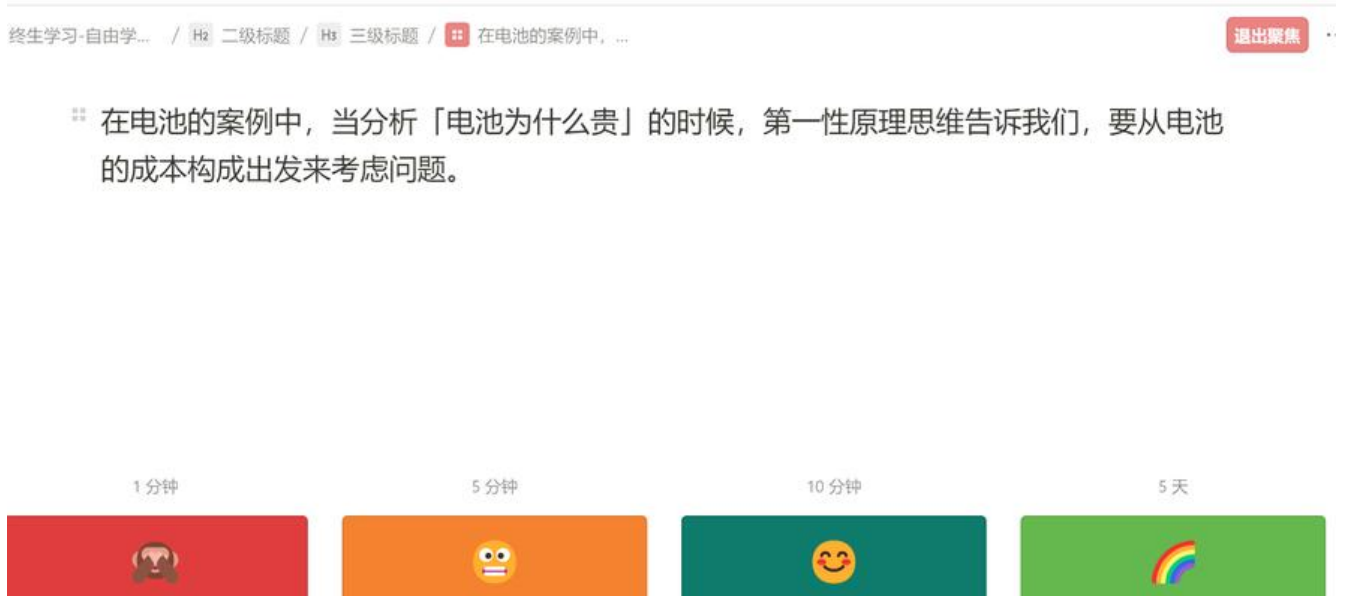 终生学习-自由学... / H2 二级标题 / H3 三级标题 / 在电池的案例中，... 退出聚焦
在电池的案例中，当分析「电池为什么贵」的时候，第一性原理思维告诉我们，要从电池
的成本构成出发来考虑问题。
1 分钟 5 分钟 10 分钟 5 天